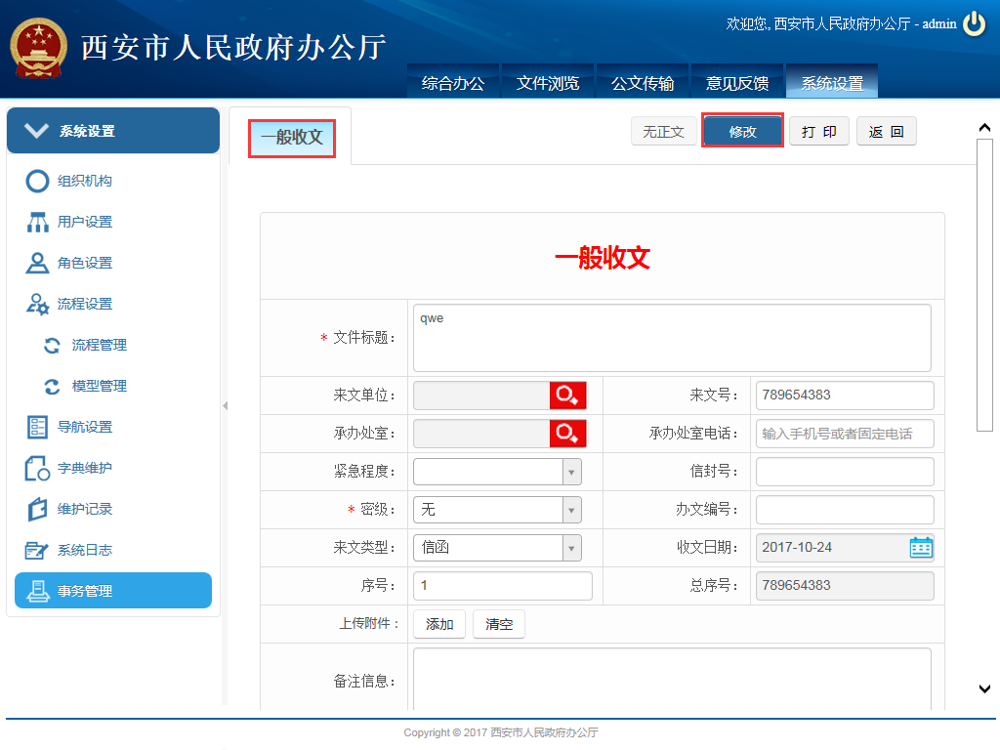 欢迎您, 西安市人民政府办公厅 - admin
西安市人民政府办公厅
综合办公 文件浏览 公文传输 意见反馈 系统设置
系统设置
组织机构
用户设置
角色设置
流程设置
流程管理
模型管理
导航设置
字典维护
维护记录
系统日志
事务管理
一般收文
无正文 修改 打 印 返 回
一般收文
* 文件标题： qwe
来文单位： 来文号： 789654383
承办处室： 承办处室电话： 输入手机号或者固定电话
紧急程度： 信封号：
* 密级： 无 办文编号：
来文类型： 信函 收文日期： 2017-10-24
序号： 1 总序号： 789654383
上传附件： 添加 清空
备注信息：
Copyright © 2017 西安市人民政府办公厅